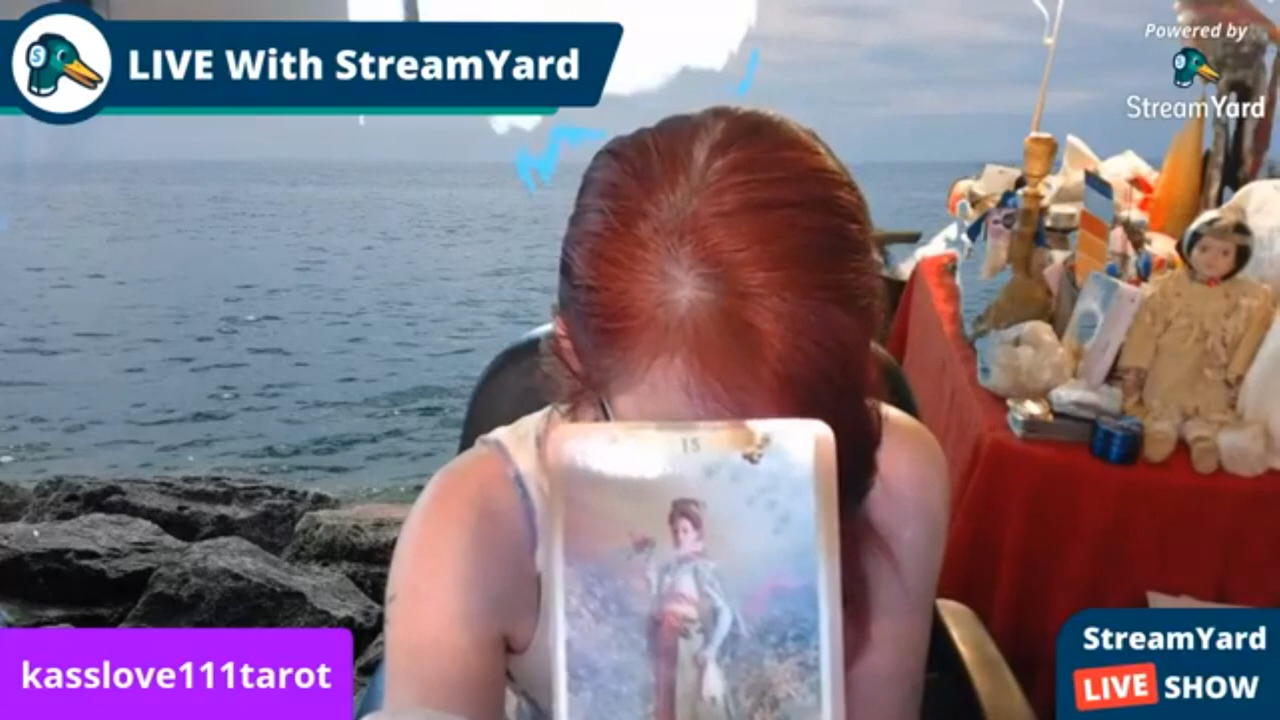 LIVE With StreamYard
Powered by
StreamYard
15
kasslove111tarot
StreamYard
LIVE SHOW